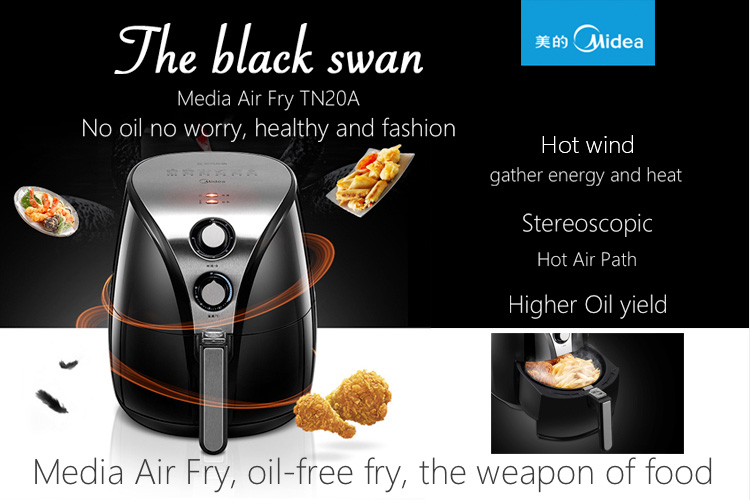 The black swan
Media Air Fry TN20A
No oil no worry, healthy and fashion
美的 Midea
Hot wind
gather energy and heat
Stereoscopic
Hot Air Path
Higher Oil yield
Midea
Media Air Fry, oil-free fry, the weapon of food